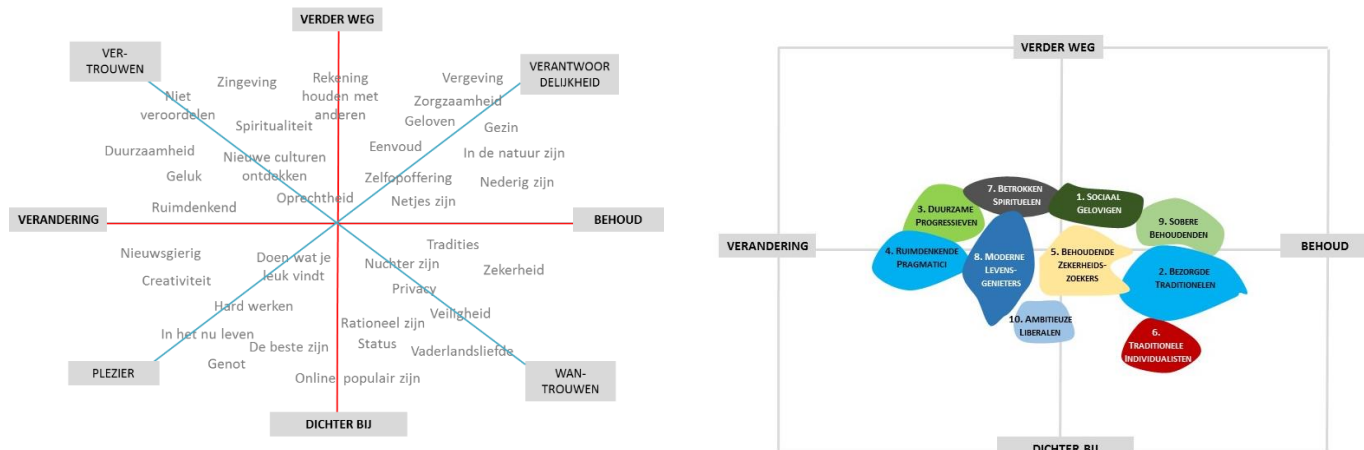 VERDER WEG
VER-
TROUWEN
VERANTWOOR
DELIJKHEID
Zingeving
Rekening
houden met
anderen
Vergeving
Niet
veroordelen
Zorgzaamheid
Spiritualiteit
Geloven
Gezin
Duurzaamheid
Nieuwe culturen
ontdekken
Eenvoud
In de natuur zijn
Geluk
Zelfopoffering
Nederig zijn
Ruimdenkend
Oprechtheid
Netjes zijn
VERANDERING
BEHOUD
Nieuwsgierig
Doen wat je
leuk vindt
Tradities
Nuchter zijn
Zekerheid
Creativiteit
Privacy
Hard werken
Veiligheid
In het nu leven
Rationeel zijn
De beste zijn
Status
Vaderlandsliefde
Genot
Online populair zijn
PLEZIER
WAN-
TROUWEN
DICHTER BIJ
VERDER WEG
7. BETROKKEN
SPIRITUELEN
1. SOCIAAL
GELOVIGEN
3. DUURZAME
PROGRESSIEVEN
9. SOBERE
BEHOUDENDEN
VERANDERING
BEHOUD
4. RUIMDENKENDE
PRAGMATICI
8. MODERNE
LEVENS-
GENIETERS
5. BEHOUDENDE
ZEKERHEIDS-
ZOEKERS
2. BEZORGDE
TRADITIONELEN
10. AMBITIEUZE
LIBERALEN
6.
TRADITIONELE
INDIVIDUALISTEN
DICHTER BIJ